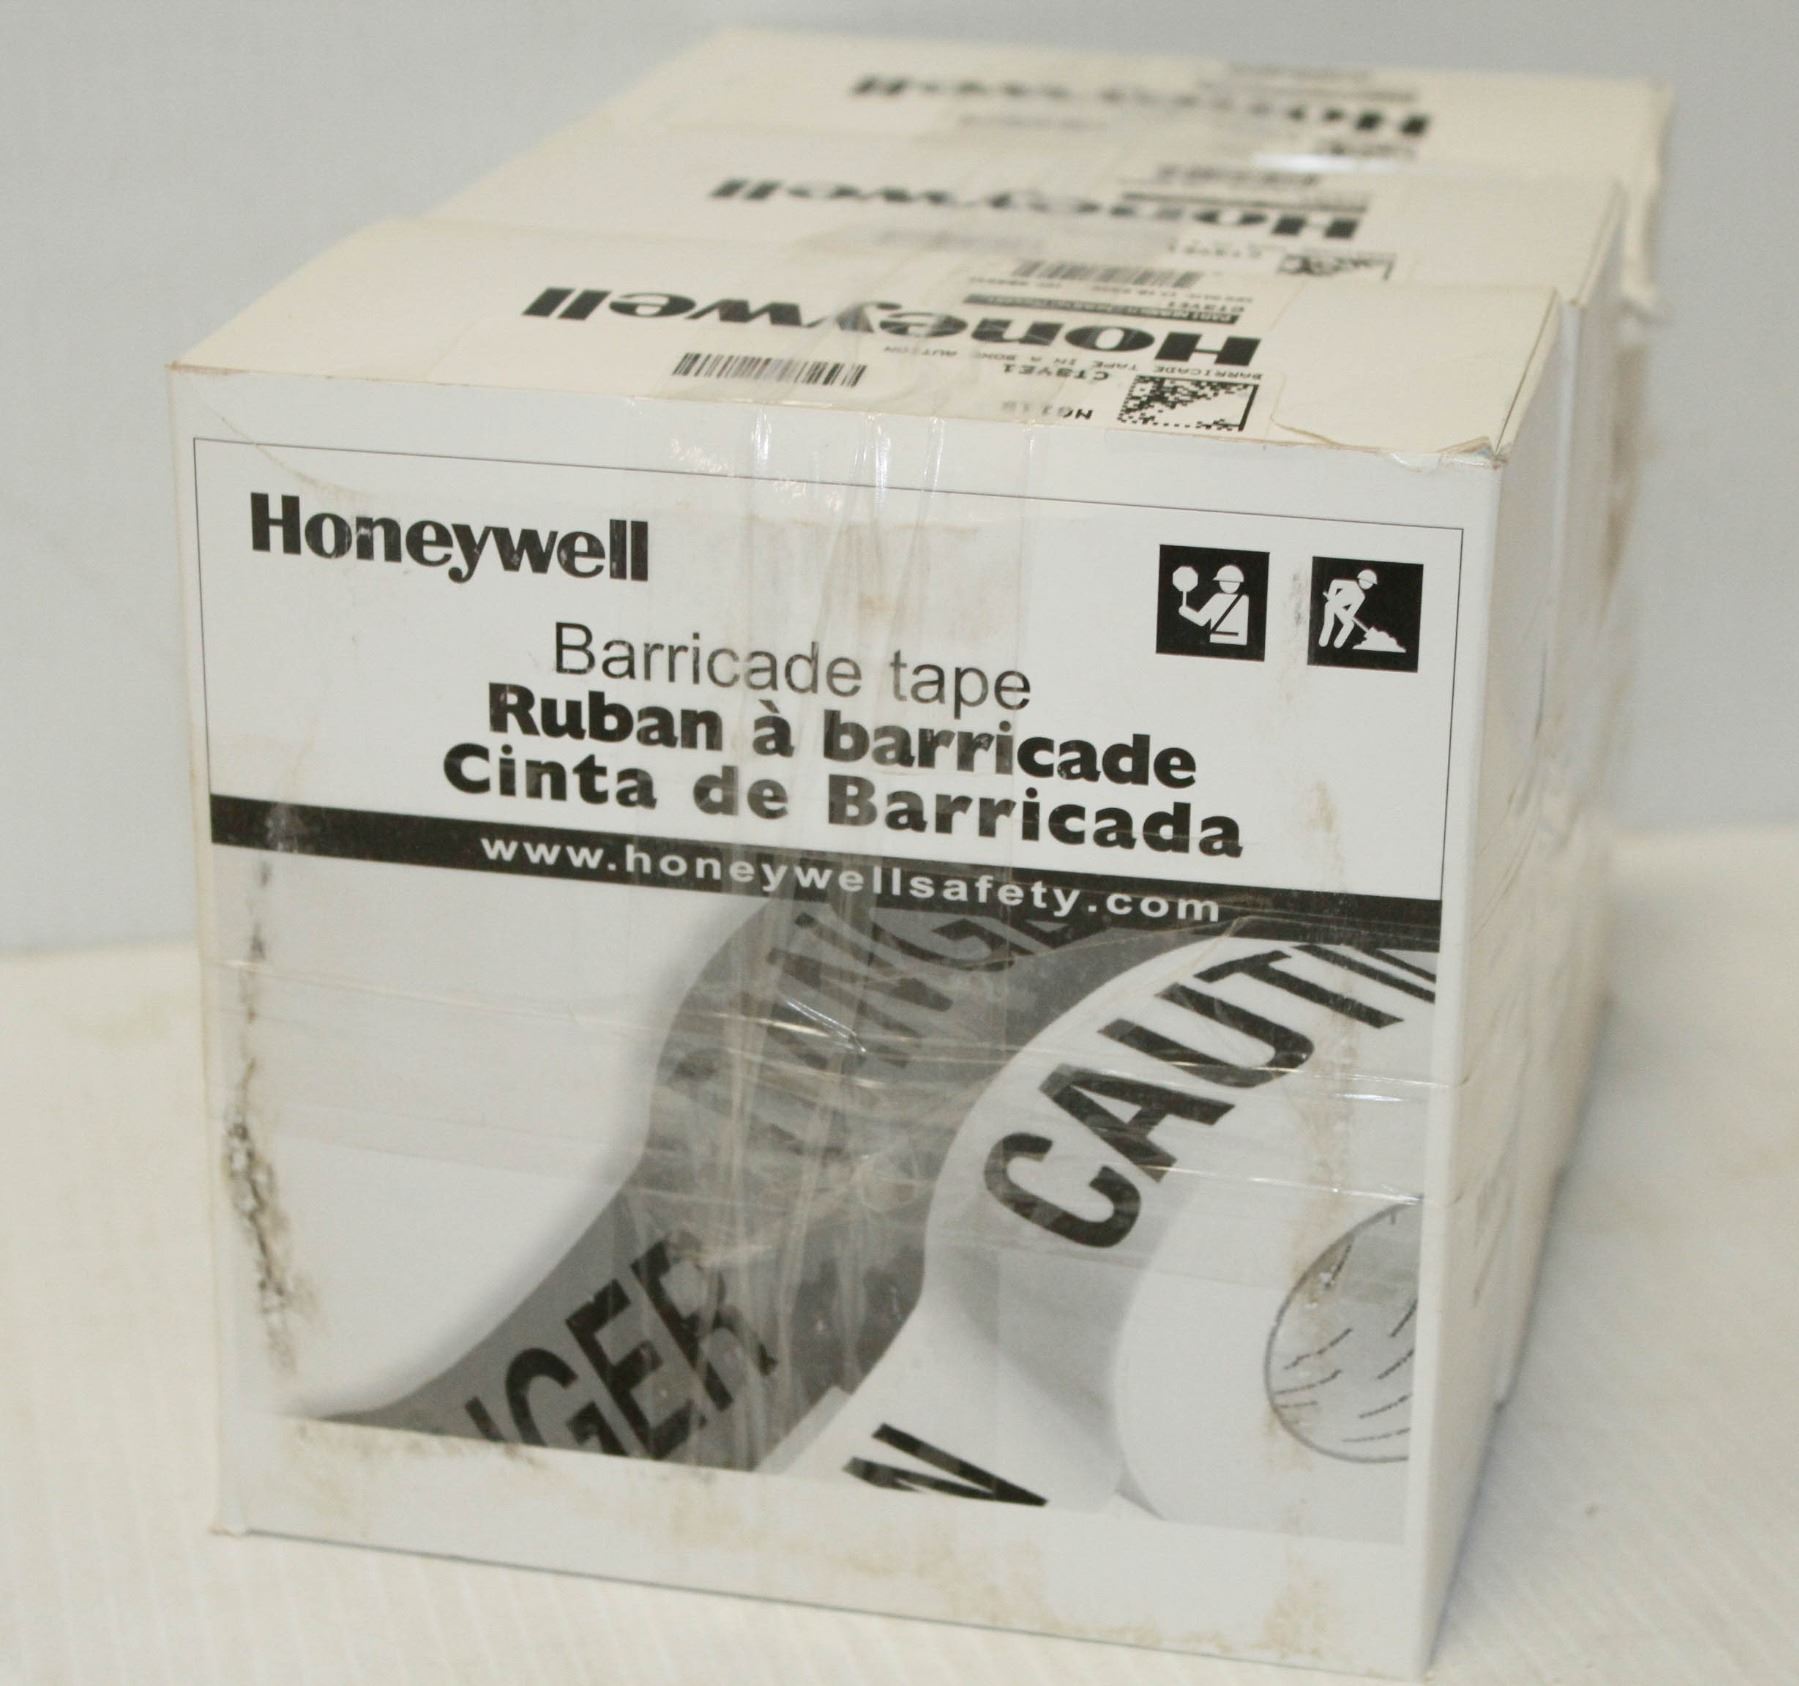 Honeywell
Honeywell
Honeywell
CT3YE1
BARRICADE TAPE IN A BOX
CT3YE1
Honeywell
Barricade tape
Ruban à barricade
Cinta de Barricada
www.honeywellsafety.com
CAUTI
NGER
N